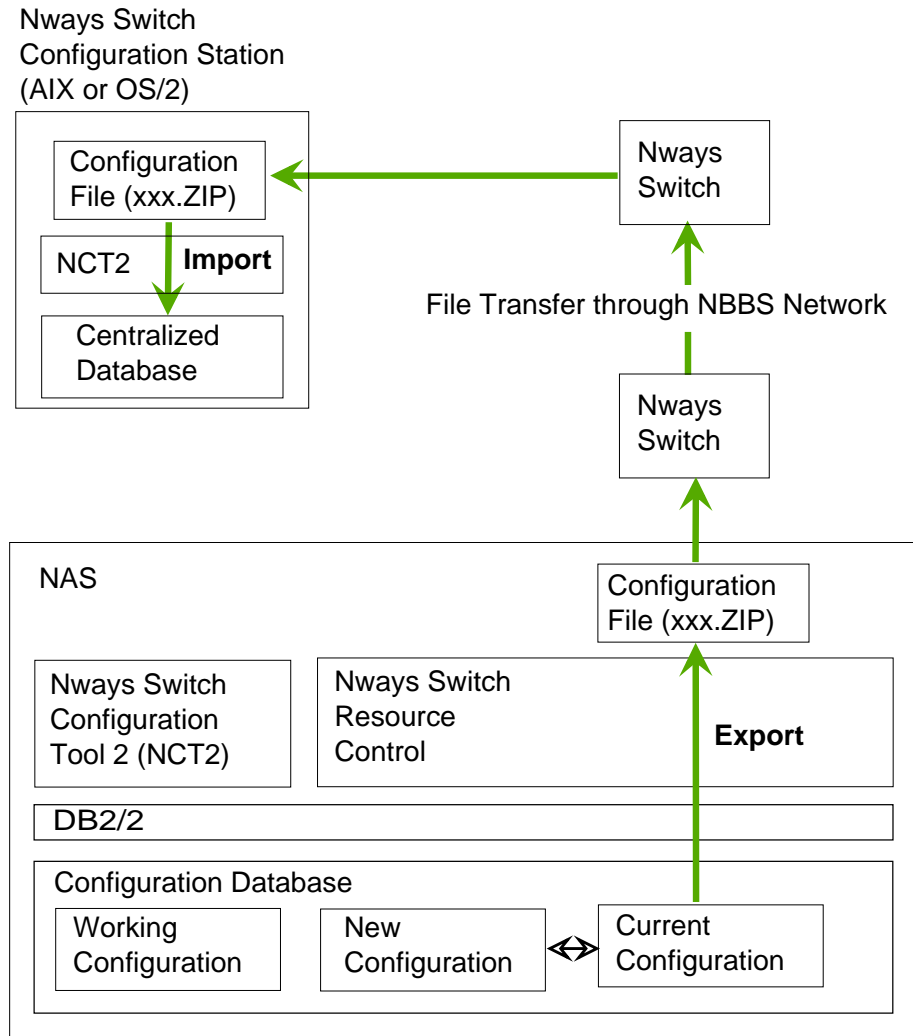 Nways Switch
Configuration Station
(AIX or OS/2)
Configuration
File (xxx.ZIP)
NCT2
Import
Centralized
Database
Nways
Switch
File Transfer through NBBS Network
Nways
Switch
NAS
Configuration
File (xxx.ZIP)
Nways Switch
Configuration
Tool 2 (NCT2)
Nways Switch
Resource
Control
Export
DB2/2
Configuration Database
Working
Configuration
New
Configuration
Current
Configuration